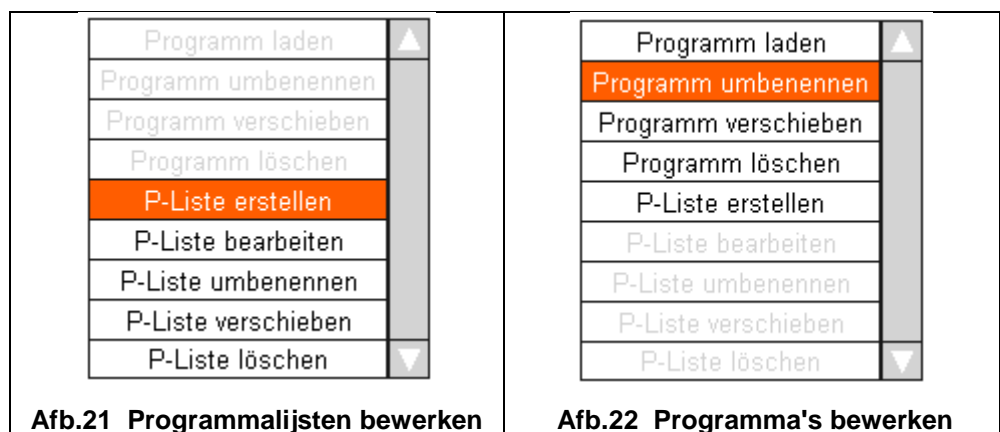 Programm laden
Programm umbenennen
Programm verschieben
Programm löschen
P-Liste erstellen
P-Liste bearbeiten
P-Liste umbenennen
P-Liste verschieben
P-Liste löschen
Afb.21 Programmalijsten bewerken
Programm laden
Programm umbenennen
Programm verschieben
Programm löschen
P-Liste erstellen
P-Liste bearbeiten
P-Liste umbenennen
P-Liste verschieben
P-Liste löschen
Afb.22 Programma's bewerken